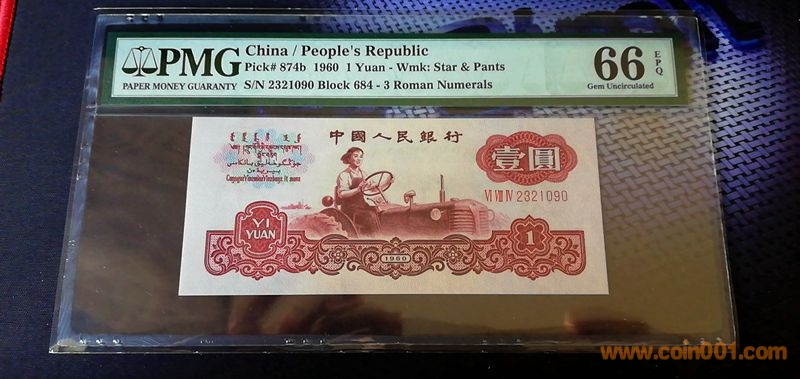 PMG
PAPER MONEY GUARANTY
China / People's Republic
Pick# 874b 1960 1 Yuan - Wmk: Star & Pants
S/N 2321090 Block 684 - 3 Roman Numerals
66
EPQ
Gem Uncirculated
中國人民銀行
壹圓
VI VIII IV 2321090
YI
YUAN
1960
1
www.coin001.com